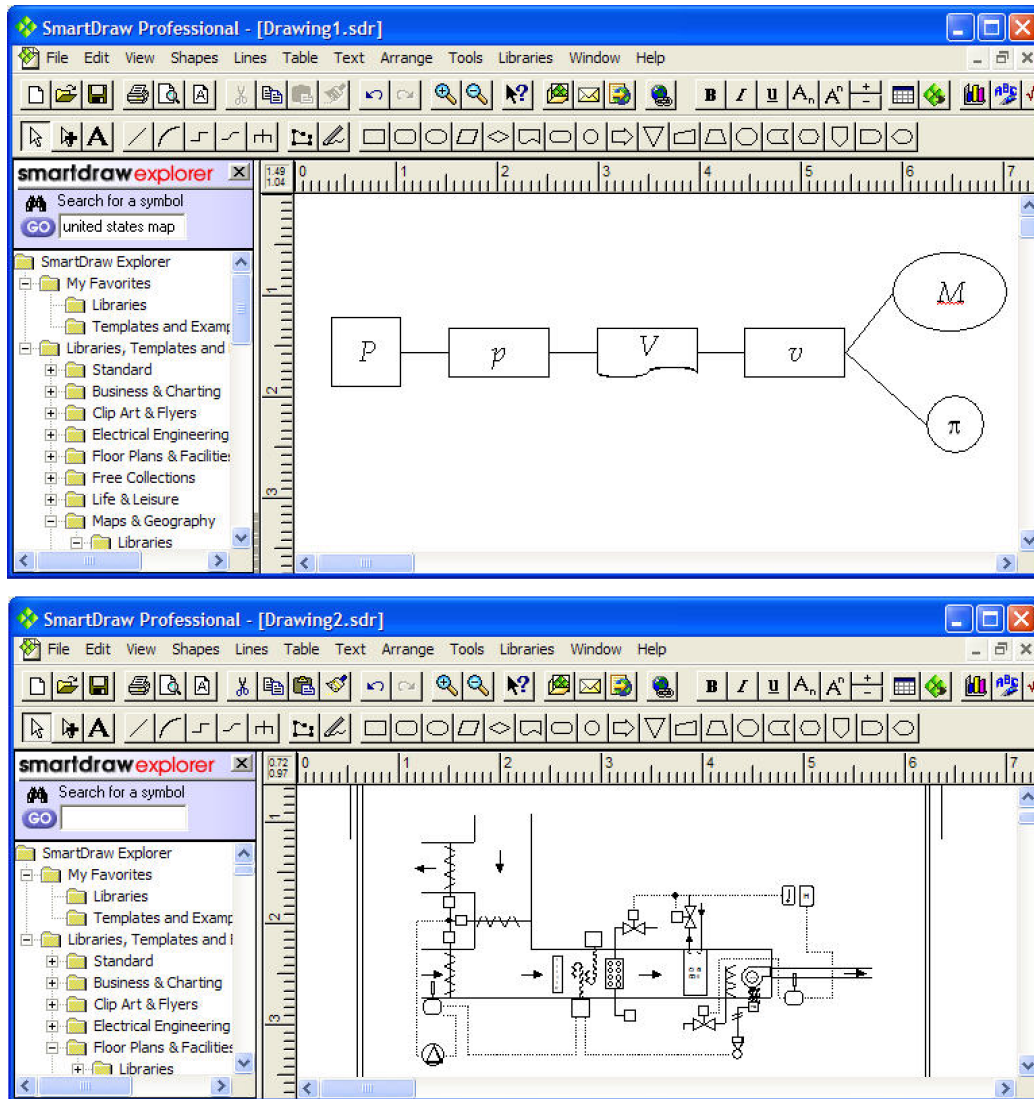 SmartDraw Professional - [Drawing1.sdr]
File Edit View Shapes Lines Table Text Arrange Tools Libraries Window Help
A B I U An An ABC
A
smartdraw explorer
Search for a symbol
GO united states map
SmartDraw Explorer
My Favorites
Libraries
Templates and Examp
Libraries, Templates and
Standard
Business & Charting
Clip Art & Flyers
Electrical Engineering
Floor Plans & Facilities
Free Collections
Life & Leisure
Maps & Geography
Libraries
1.49
1.04
0 1 2 3 4 5 6 7
1
2
3
P p V v M π
SmartDraw Professional - [Drawing2.sdr]
File Edit View Shapes Lines Table Text Arrange Tools Libraries Window Help
A B I U An An ABC
A
smartdraw explorer
Search for a symbol
GO
SmartDraw Explorer
My Favorites
Libraries
Templates and Examp
Libraries, Templates and
Standard
Business & Charting
Clip Art & Flyers
Electrical Engineering
Floor Plans & Facilities
Libraries
0.72
0.97
0 1 2 3 4 5 6 7
1
2
3
H